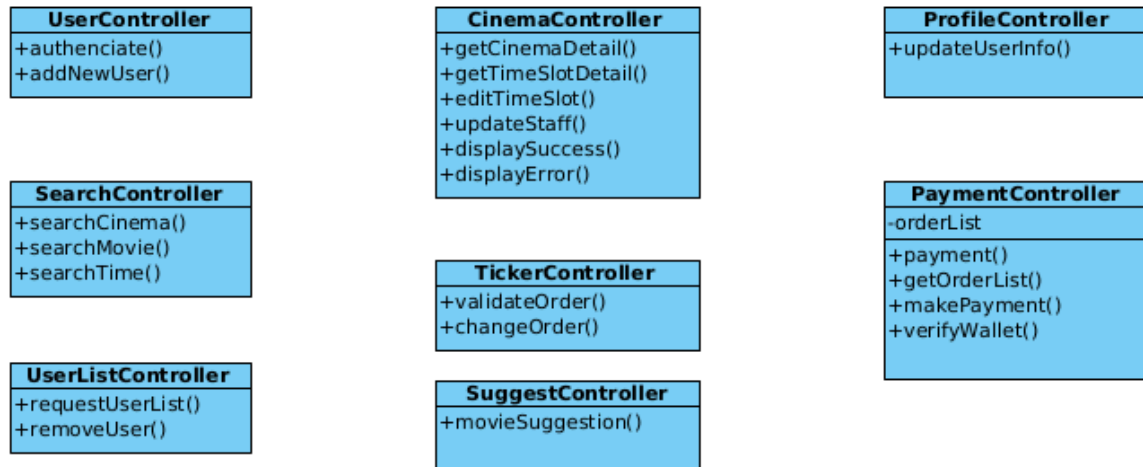 UserController
+authenciate()
+addNewUser()
CinemaController
+getCinemaDetail()
+getTimeSlotDetail()
+editTimeSlot()
+updateStaff()
+displaySuccess()
+displayError()
ProfileController
+updateUserInfo()
SearchController
+searchCinema()
+searchMovie()
+searchTime()
TickerController
+validateOrder()
+changeOrder()
PaymentController
-orderList
+payment()
+getOrderList()
+makePayment()
+verifyWallet()
UserListController
+requestUserList()
+removeUser()
SuggestController
+movieSuggestion()